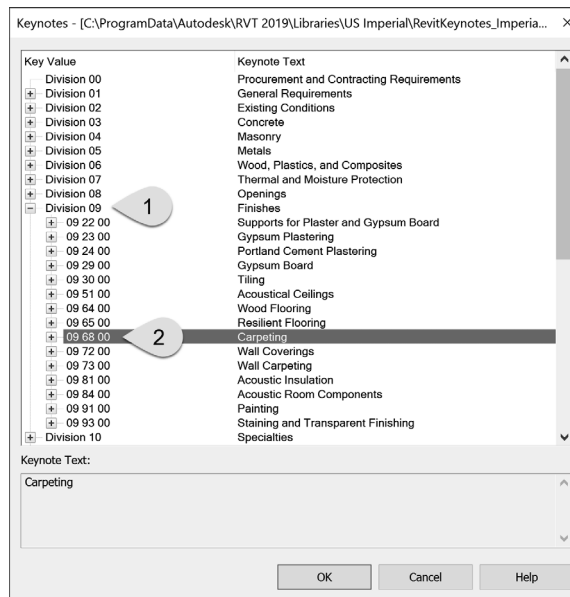 Keynotes - [C:\ProgramData\Autodesk\RVT 2019\Libraries\US Imperial\RevitKeynotes_Imperia... ×
Key Value Keynote Text
Division 00 Procurement and Contracting Requirements
Division 01 General Requirements
Division 02 Existing Conditions
Division 03 Concrete
Division 04 Masonry
Division 05 Metals
Division 06 Wood, Plastics, and Composites
Division 07 Thermal and Moisture Protection
Division 08 Openings
Division 09 1 Finishes
09 22 00 Supports for Plaster and Gypsum Board
09 23 00 Gypsum Plastering
09 24 00 Portland Cement Plastering
09 29 00 Gypsum Board
09 30 00 Tiling
09 51 00 Acoustical Ceilings
09 64 00 Wood Flooring
09 65 00 Resilient Flooring
09 68 00 2 Carpeting
09 72 00 Wall Coverings
09 73 00 Wall Carpeting
09 81 00 Acoustic Insulation
09 84 00 Acoustic Room Components
09 91 00 Painting
09 93 00 Staining and Transparent Finishing
Division 10 Specialties
Keynote Text:
Carpeting
OK Cancel Help